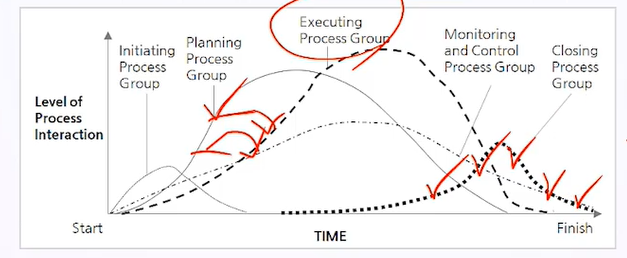 Initiating
Process
Group
Planning
Process
Group
Executing
Process Group
Monitoring
and Control
Process Group
Closing
Process
Group
Level of
Process
Interaction
Start
TIME
Finish